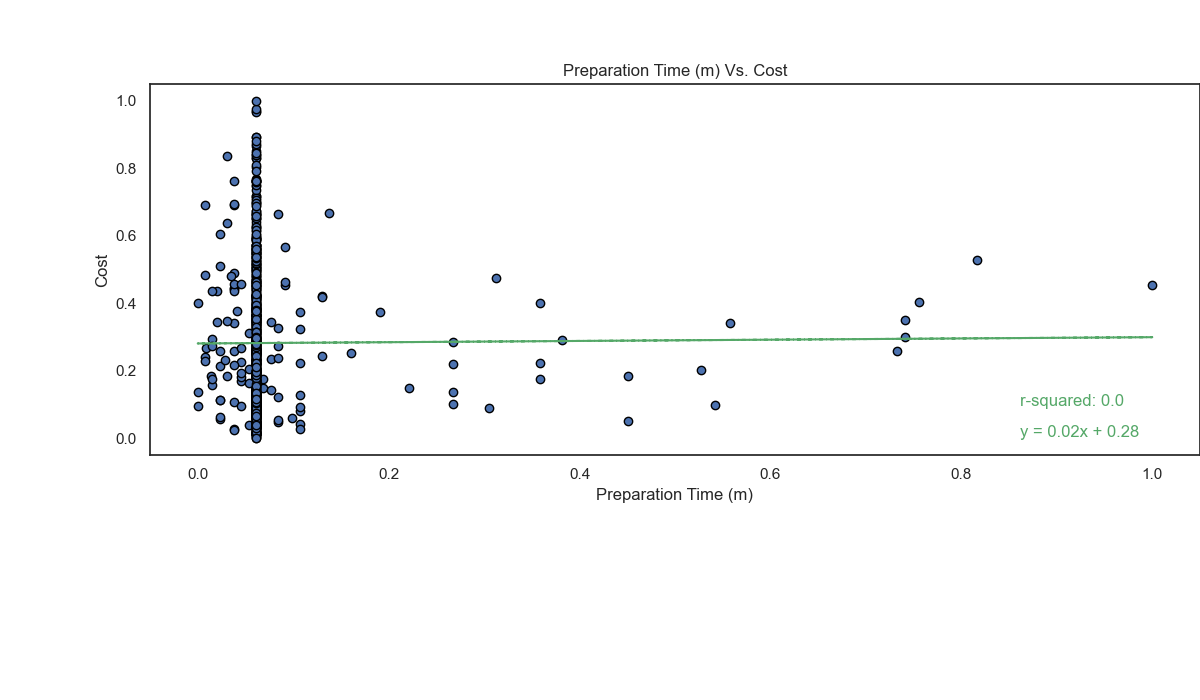 Preparation Time (m) Vs. Cost
1.0
0.8
0.6
0.4
0.2
0.0
Cost
r-squared: 0.0
y = 0.02x + 0.28
0.0 0.2 0.4 0.6 0.8 1.0
Preparation Time (m)